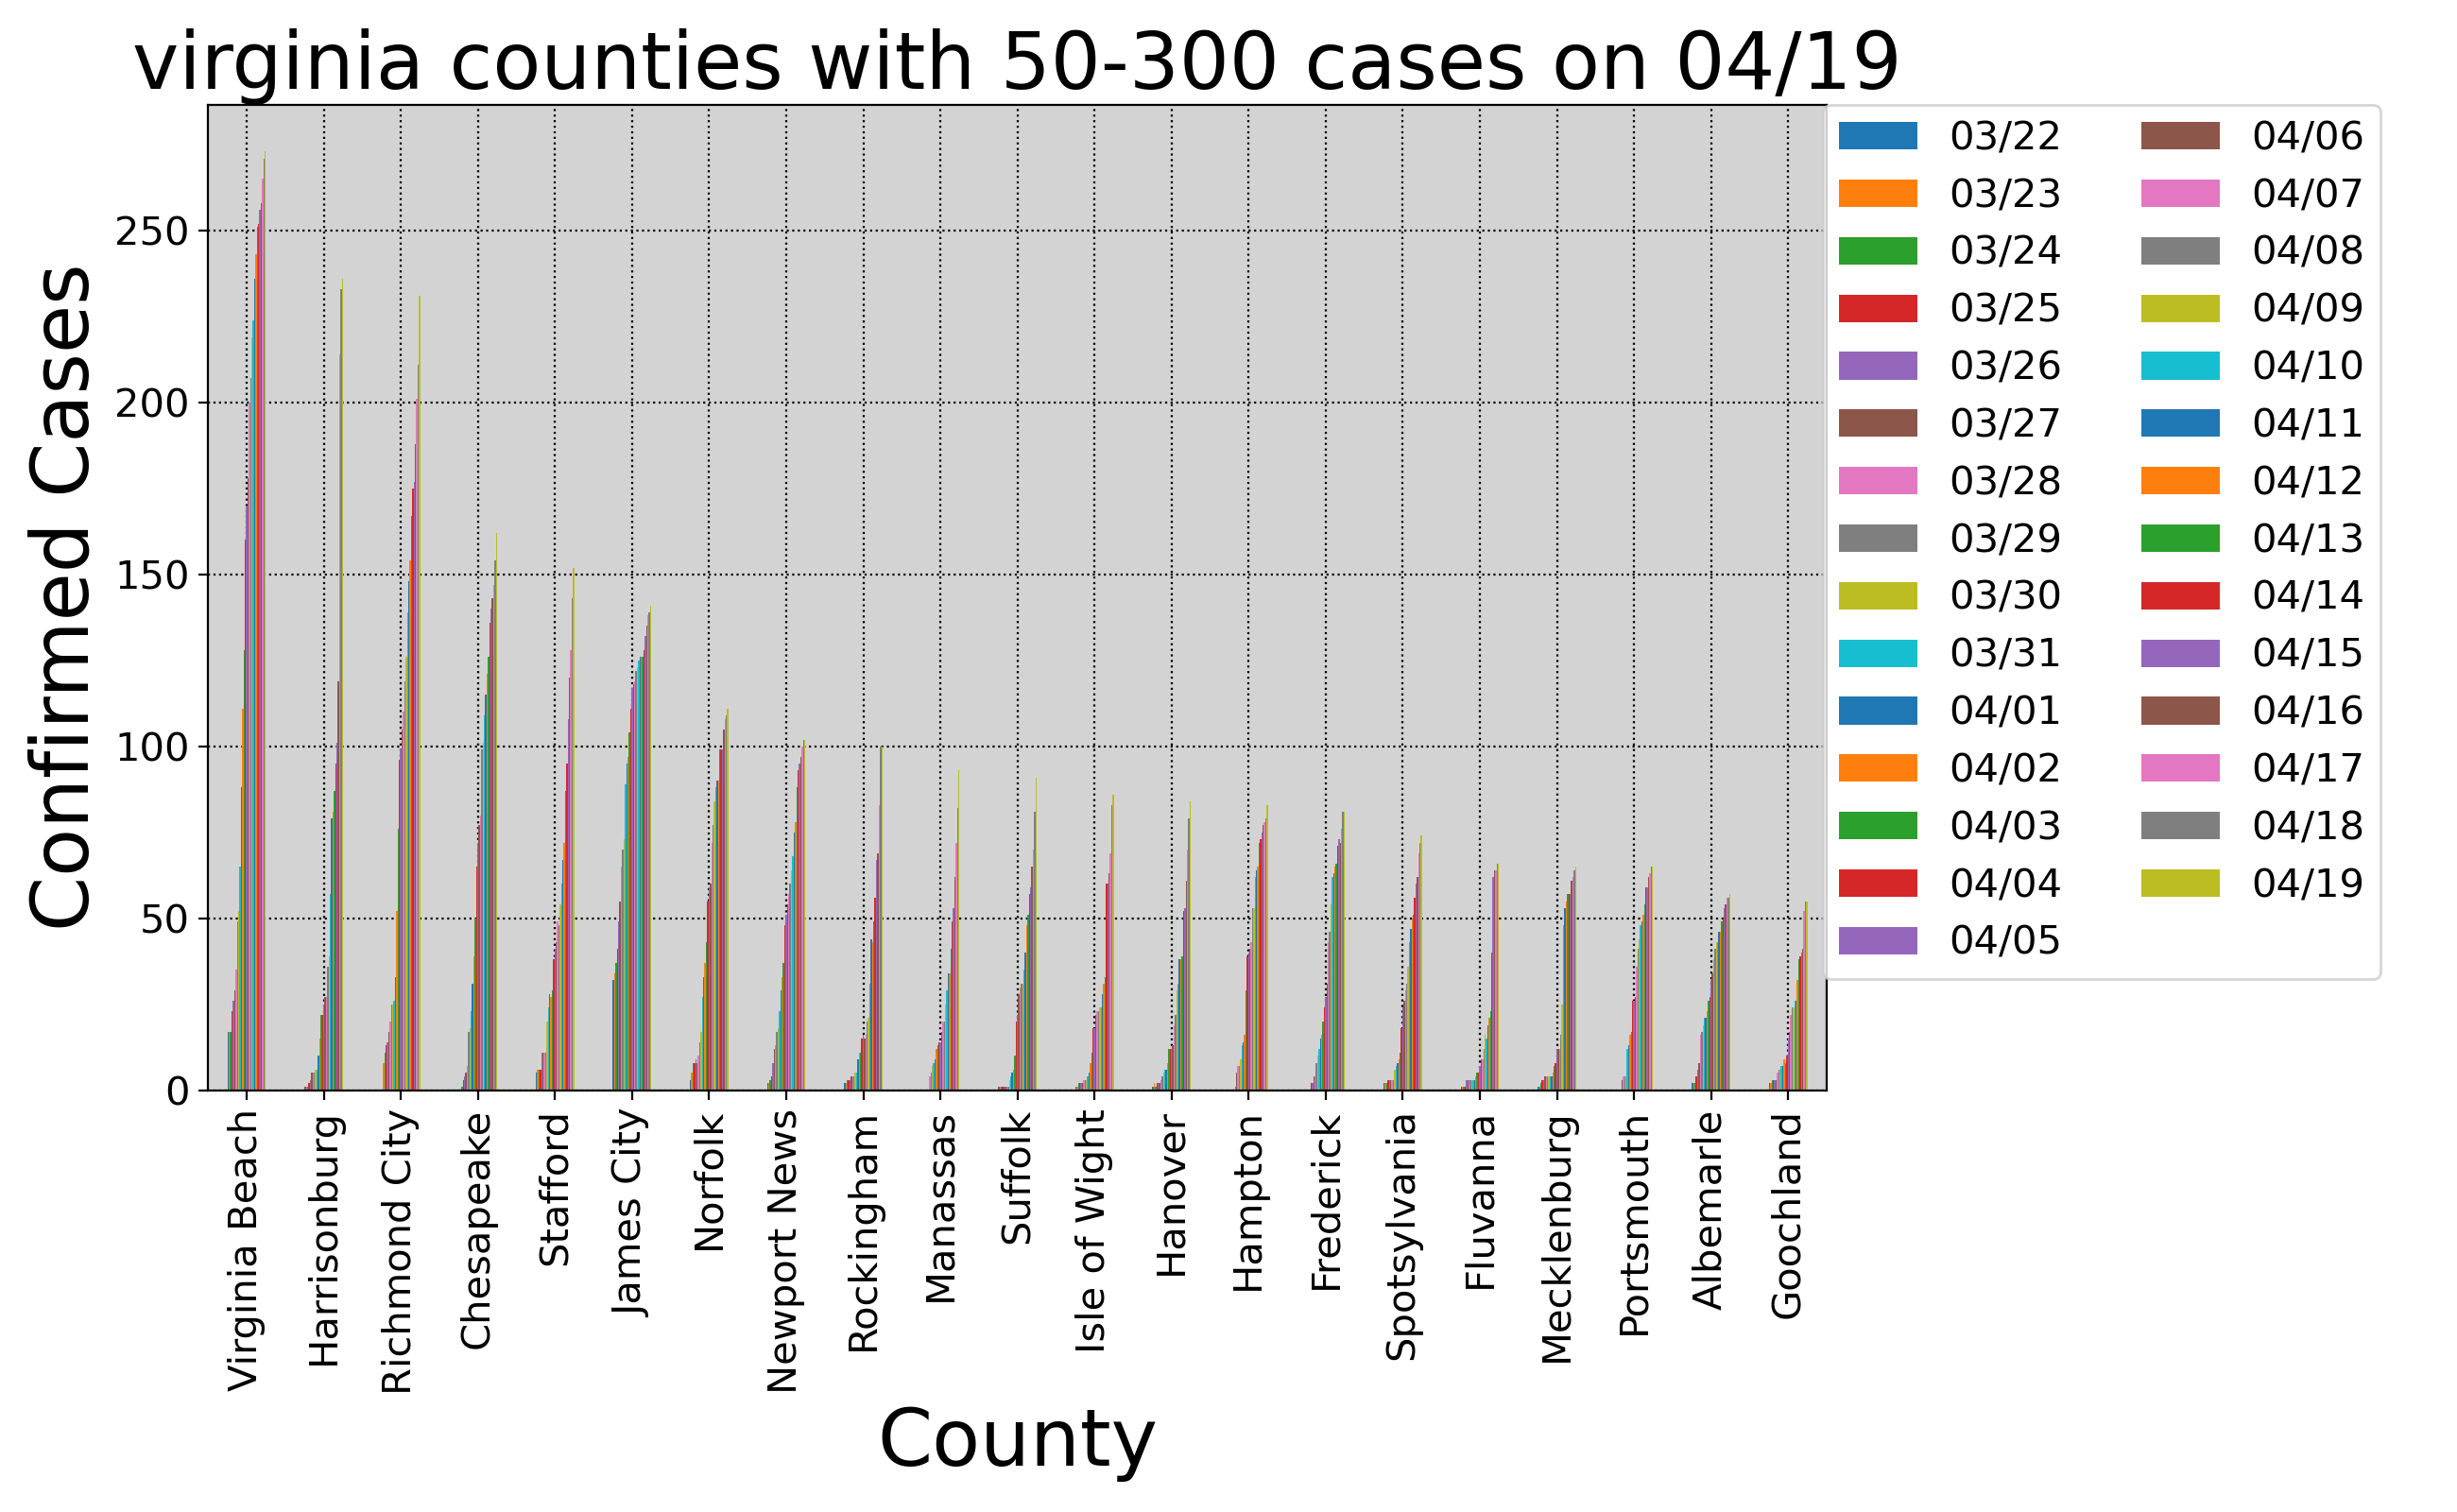 virginia counties with 50-300 cases on 04/19
Confirmed Cases
250
200
150
100
50
0
03/22
03/23
03/24
03/25
03/26
03/27
03/28
03/29
03/30
03/31
04/01
04/02
04/03
04/04
04/05
04/06
04/07
04/08
04/09
04/10
04/11
04/12
04/13
04/14
04/15
04/16
04/17
04/18
04/19
Virginia Beach
Harrisonburg
Richmond City
Chesapeake
Stafford
James City
Norfolk
Newport News
Rockingham
Manassas
Suffolk
Isle of Wight
Hanover
Hampton
Frederick
Spotsylvania
Fluvanna
Mecklenburg
Portsmouth
Albemarle
Goochland
County